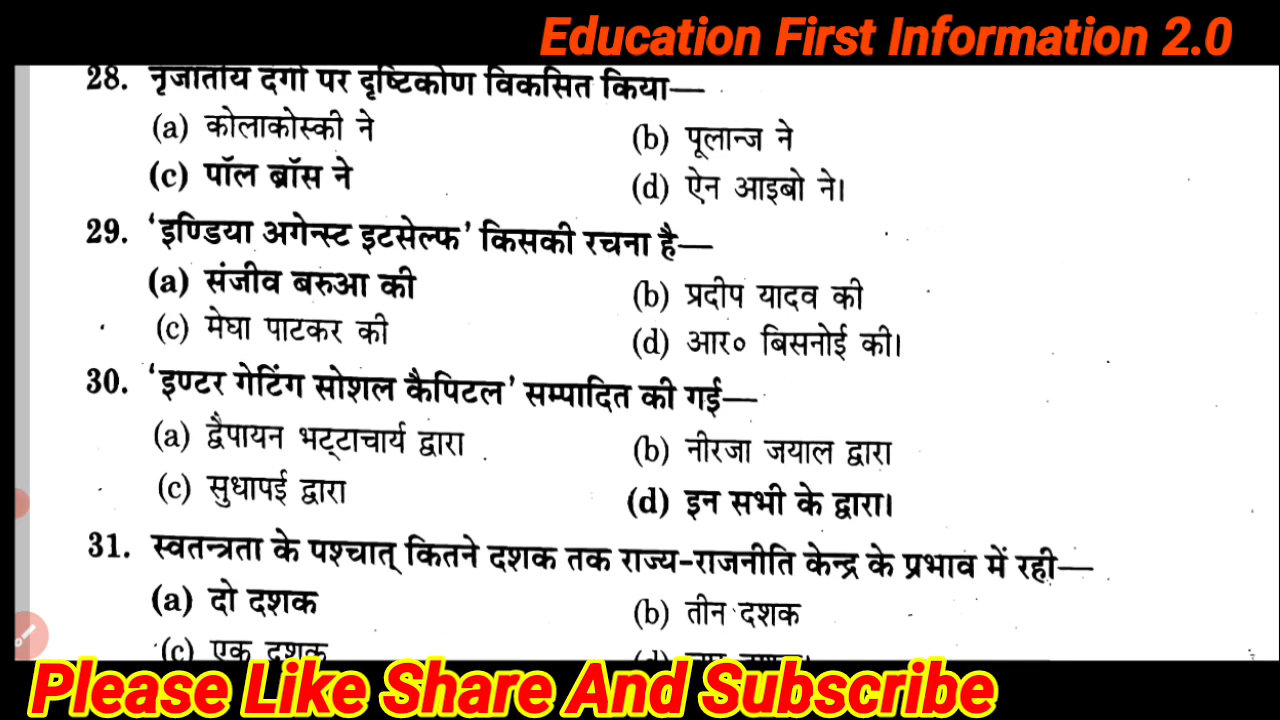 Education First Information 2.0
28. नृजातीय दंगों पर दृष्टिकोण विकसित किया—
(a) कोलाकोस्की ने (b) पूलान्ज ने
(c) पॉल ब्रॉस ने (d) ऐन आइबो ने।
29. ‘इण्डिया अगेन्स्ट इटसेल्फ’ किसकी रचना है—
(a) संजीव बरुआ की (b) प्रदीप यादव की
(c) मेघा पाटकर की (d) आर० बिसनोई की।
30. ‘इण्टर गेटिंग सोशल कैपिटल’ सम्पादित की गई—
(a) द्वैपायन भट्टाचार्य द्वारा (b) नीरजा जयाल द्वारा
(c) सुधापई द्वारा (d) इन सभी के द्वारा।
31. स्वतन्त्रता के पश्चात् कितने दशक तक राज्य-राजनीति केन्द्र के प्रभाव में रही—
(a) दो दशक (b) तीन दशक
(c) एक दशक
Please Like Share And Subscribe